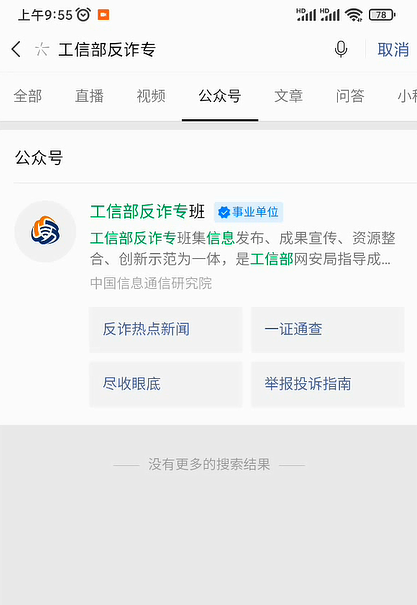 上午9:55
HD HD 78
工信部反诈专 取消
全部 直播 视频 公众号 文章 问答 小
公众号
工信部反诈专班 事业单位
工信部反诈专班集信息发布、成果宣传、资源整
合、创新示范为一体，是工信部网安局指导成...
中国信息通信研究院
反诈热点新闻 一证通查
尽收眼底 举报投诉指南
没有更多的搜索结果